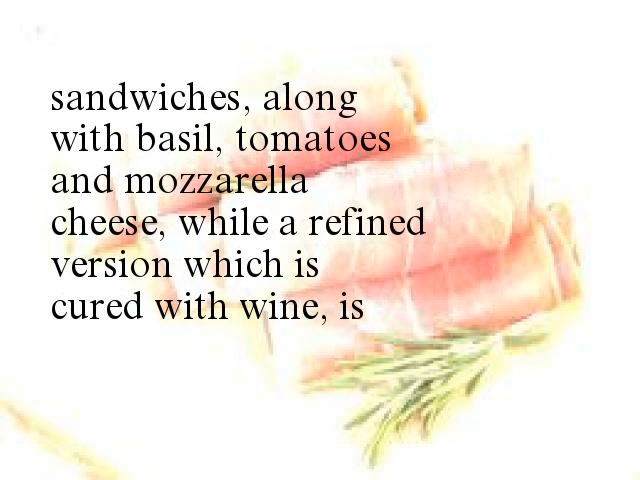 sandwiches, along
with basil, tomatoes
and mozzarella
cheese, while a refined
version which is
cured with wine, is